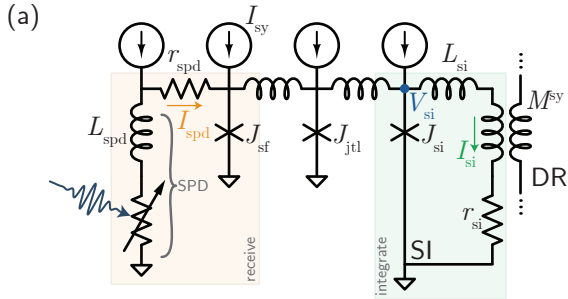 (a)
I_sy
r_spd
L_si
M^sy
V_si
I_spd
L_spd
J_sf
J_jtl
J_si
I_si
SPD
DR
r_si
SI
receive
integrate